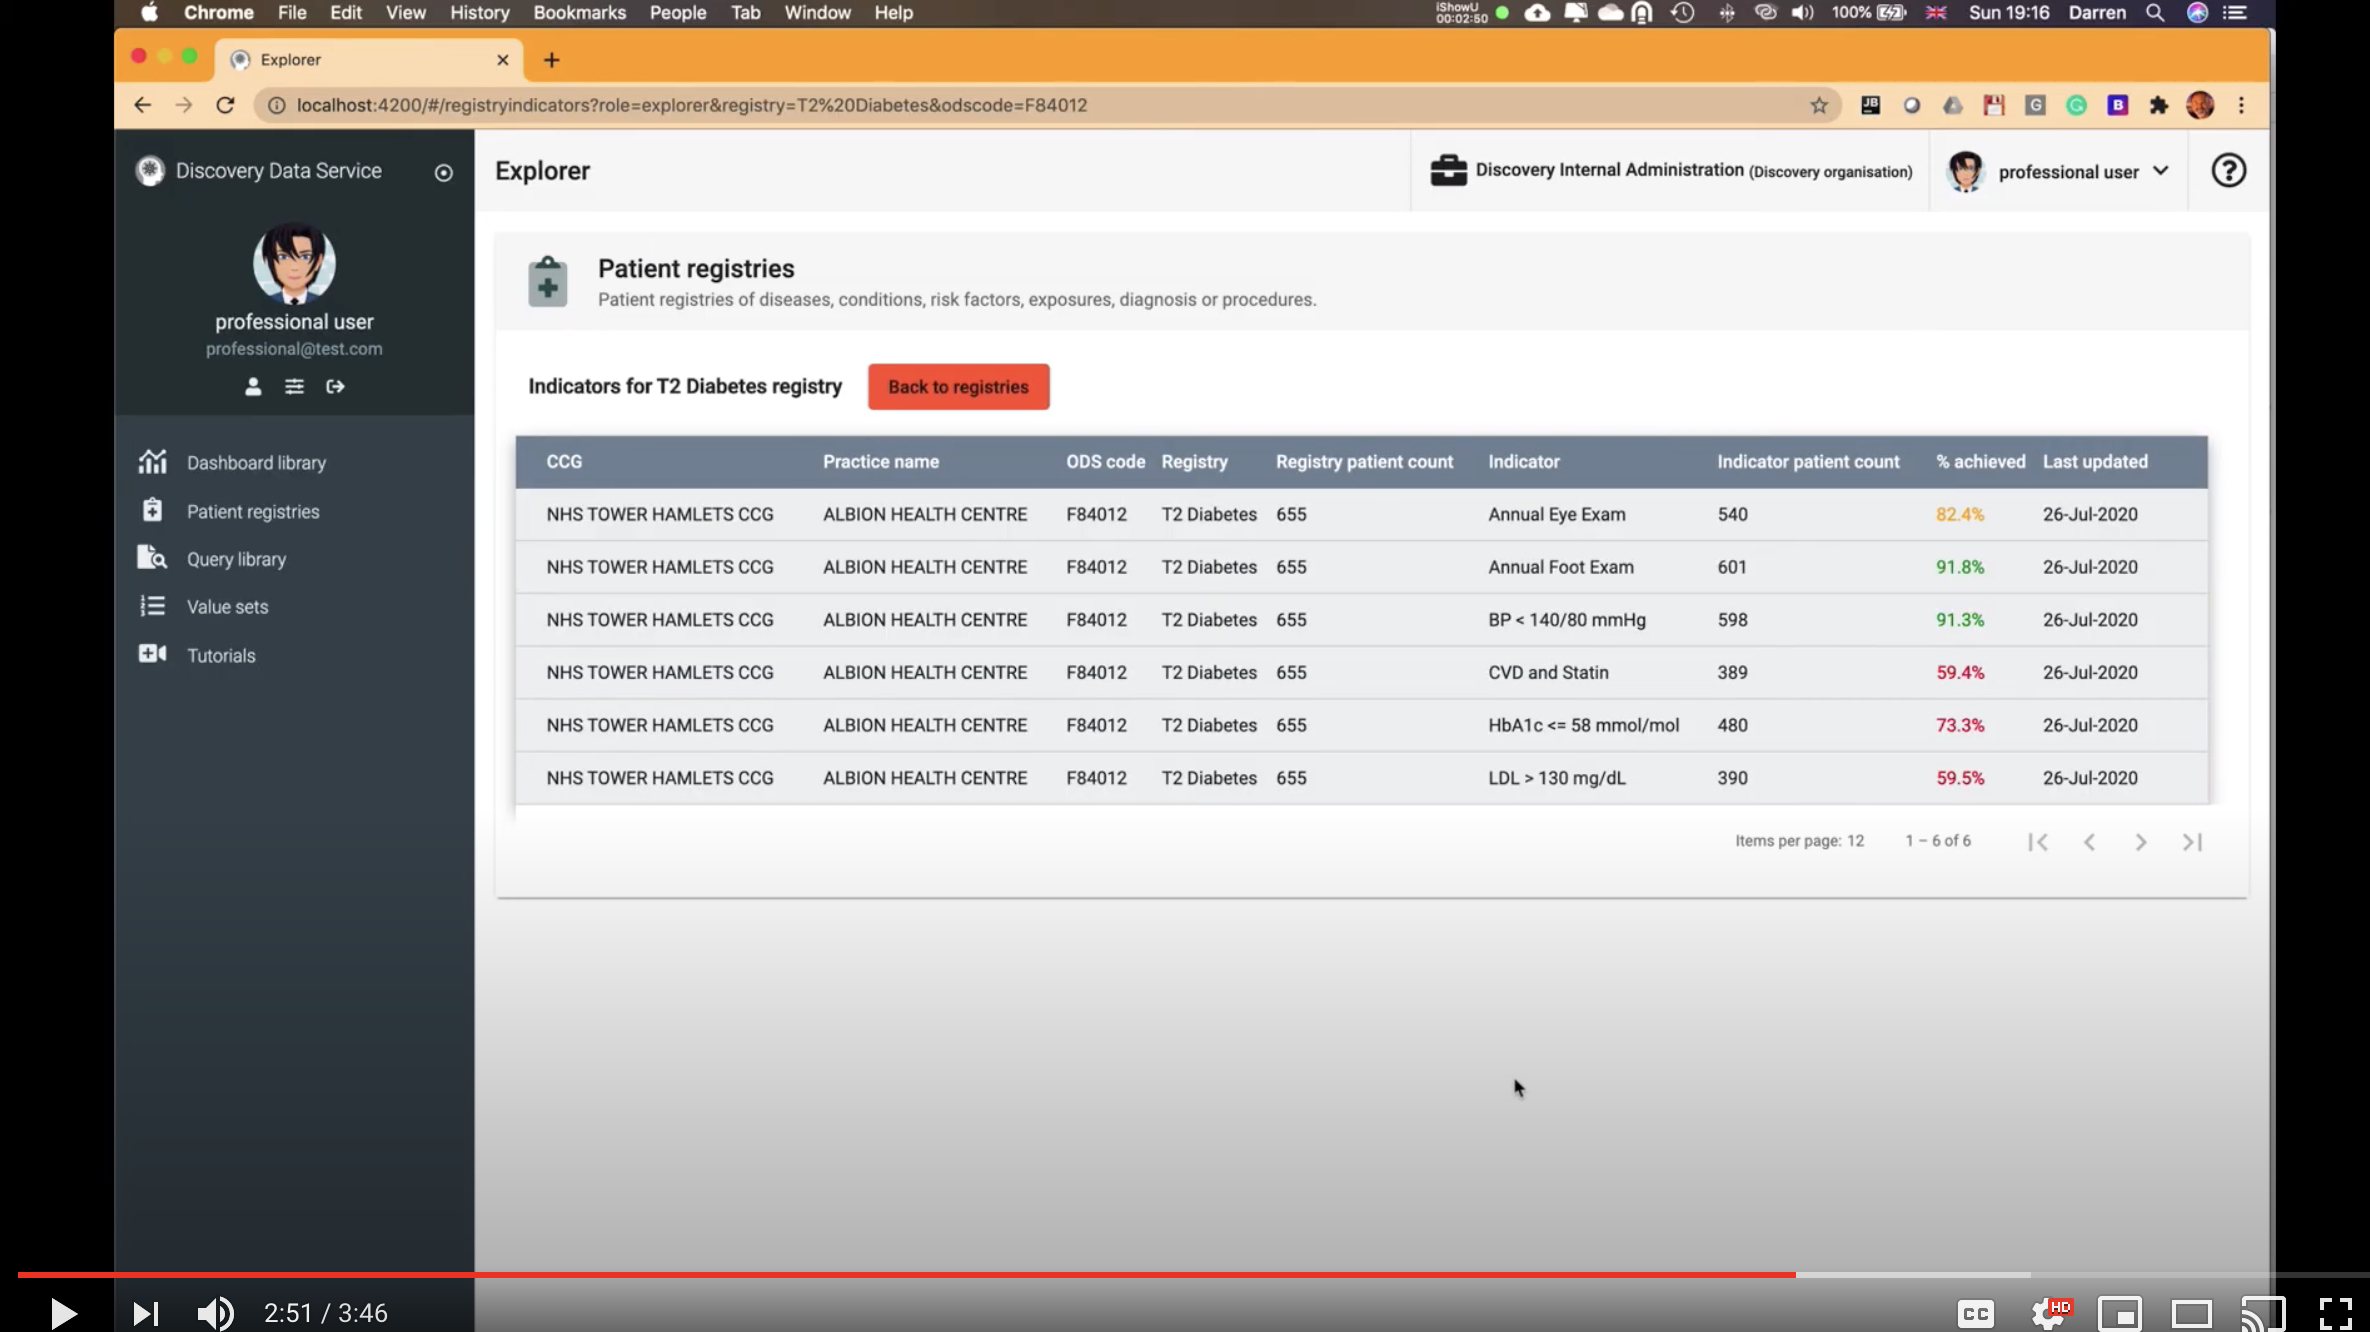 Chrome File Edit View History Bookmarks People Tab Window Help iShowU 00:02:50 100% Sun 19:16 Darren
Explorer
localhost:4200/#/registryindicators?role=explorer&registry=T2%20Diabetes&odscode=F84012
JB G G B
Discovery Data Service
Explorer
Discovery Internal Administration (Discovery organisation)
professional user
professional user
professional@test.com
Dashboard library
Patient registries
Query library
Value sets
Tutorials
Patient registries
Patient registries of diseases, conditions, risk factors, exposures, diagnosis or procedures.
Indicators for T2 Diabetes registry Back to registries
CCG Practice name ODS code Registry Registry patient count Indicator Indicator patient count % achieved Last updated
NHS TOWER HAMLETS CCG ALBION HEALTH CENTRE F84012 T2 Diabetes 655 Annual Eye Exam 540 82.4% 26-Jul-2020
NHS TOWER HAMLETS CCG ALBION HEALTH CENTRE F84012 T2 Diabetes 655 Annual Foot Exam 601 91.8% 26-Jul-2020
NHS TOWER HAMLETS CCG ALBION HEALTH CENTRE F84012 T2 Diabetes 655 BP < 140/80 mmHg 598 91.3% 26-Jul-2020
NHS TOWER HAMLETS CCG ALBION HEALTH CENTRE F84012 T2 Diabetes 655 CVD and Statin 389 59.4% 26-Jul-2020
NHS TOWER HAMLETS CCG ALBION HEALTH CENTRE F84012 T2 Diabetes 655 HbA1c <= 58 mmol/mol 480 73.3% 26-Jul-2020
NHS TOWER HAMLETS CCG ALBION HEALTH CENTRE F84012 T2 Diabetes 655 LDL > 130 mg/dL 390 59.5% 26-Jul-2020
Items per page: 12 1 – 6 of 6
2:51 / 3:46 CC HD